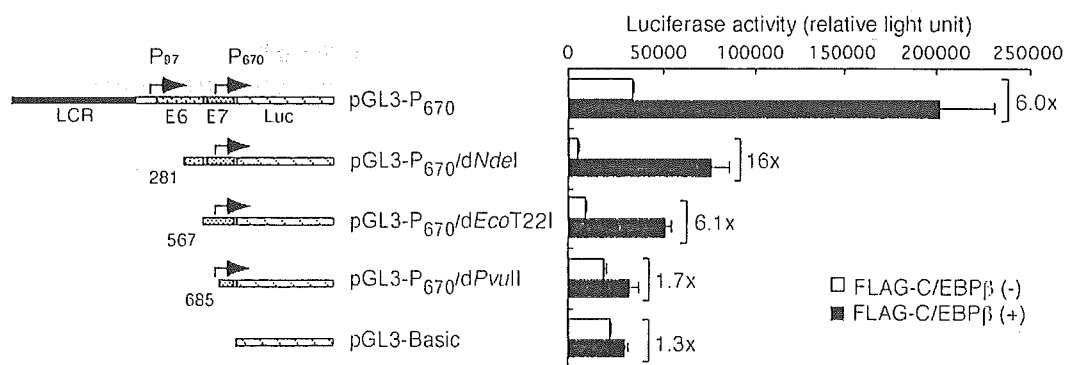 Luciferase activity (relative light unit)
0 50000 100000 150000 200000 250000
P97 P670
LCR E6 E7 Luc
pGL3-P670
6.0x
281
pGL3-P670/dNdeI
16x
567
pGL3-P670/dEcoT22I
6.1x
685
pGL3-P670/dPvuII
1.7x
pGL3-Basic
1.3x
FLAG-C/EBPβ (-)
FLAG-C/EBPβ (+)